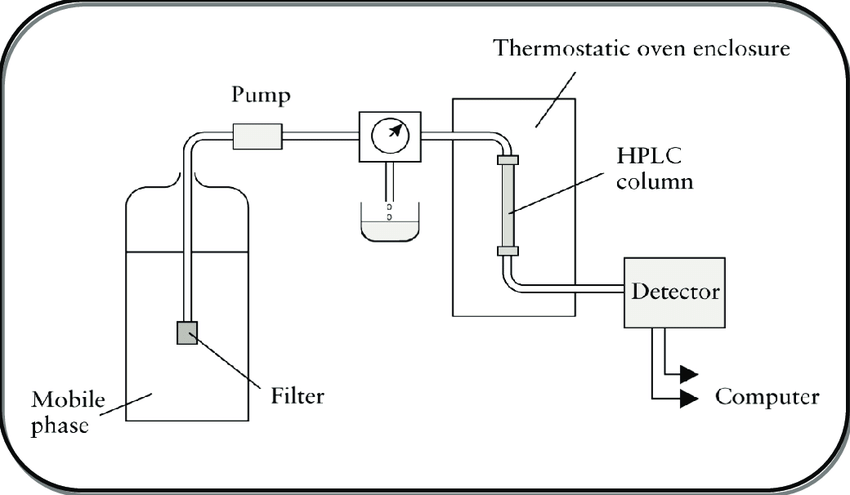 Thermostatic oven enclosure
Pump
HPLC
column
Detector
Mobile
phase
Filter
Computer